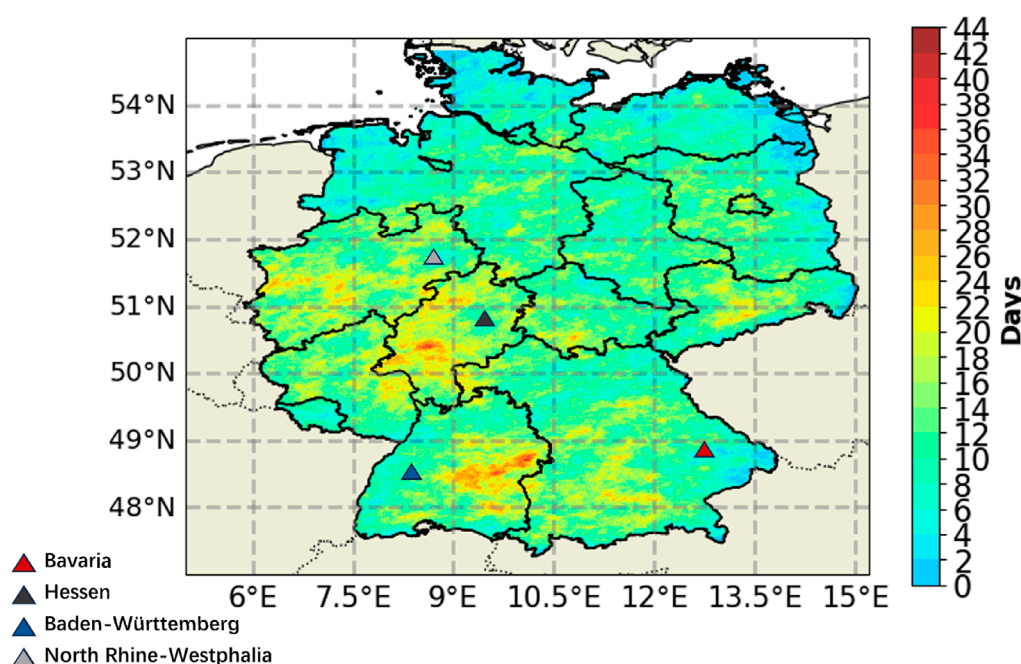 54°N
53°N
52°N
51°N
50°N
49°N
48°N
6°E 7.5°E 9°E 10.5°E 12°E 13.5°E 15°E
44
42
40
38
36
34
32
30
28
26
24
22
20
18
16
14
12
10
8
6
4
2
0
Days
Bavaria
Hessen
Baden-Württemberg
North Rhine-Westphalia